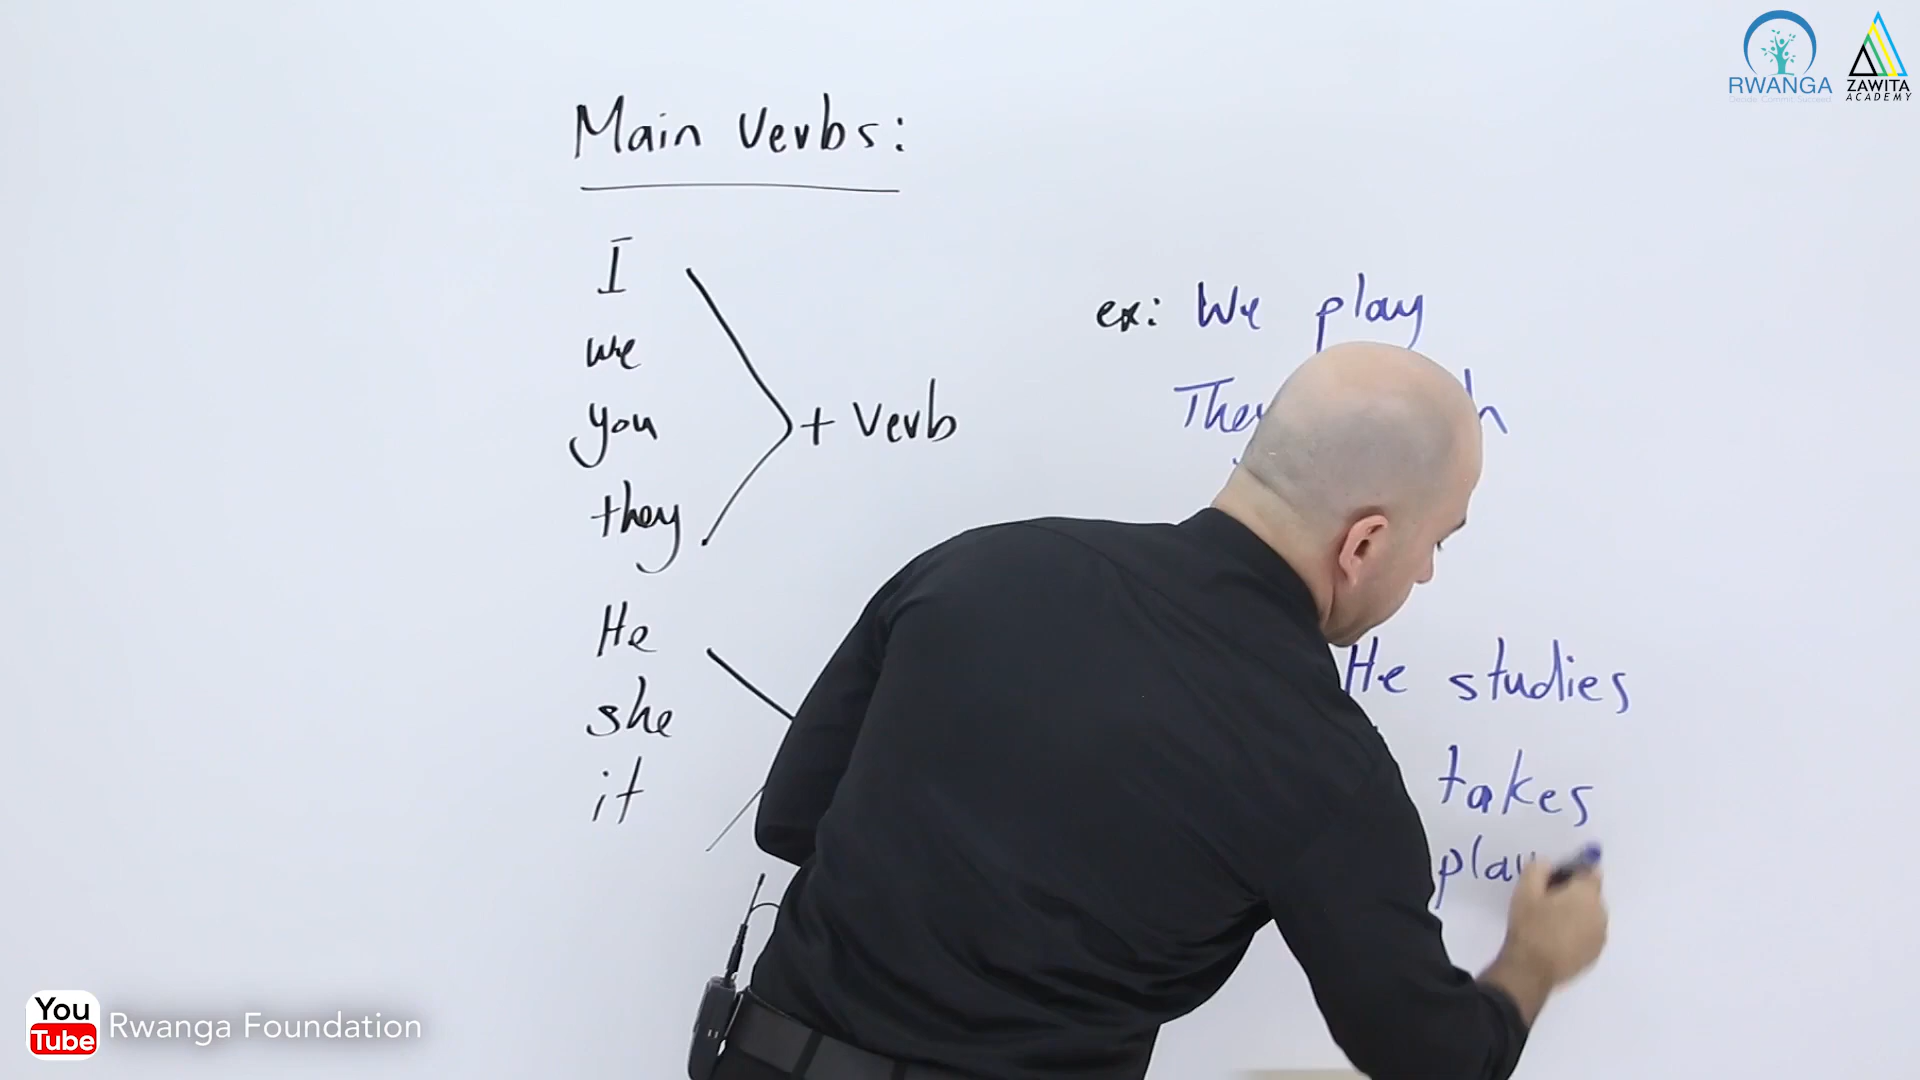 RWANGA
ZAWITA
ACADEMY
Main Verbs:
I
we
you
they
+ Verb
He
she
it
ex: We play
He studies
takes
You
Tube
Rwanga Foundation